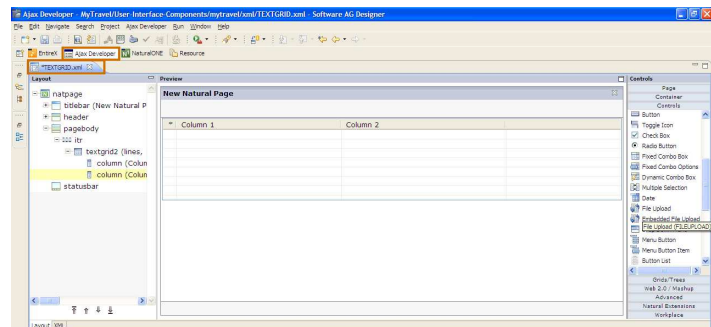 Ajax Developer - MyTravel/User-Interface-Components/mytravel/xml/TEXTGRID.xml - Software AG Designer
File Edit Navigate Search Project Ajax Developer Run Window Help
EntireX Ajax Developer NaturalONE Resource
*TEXTGRID.xml
Layout
natpage
titlebar (New Natural P
header
pagebody
itr
textgrid2 (lines,
column (Colun
column (Colun
statusbar
Layout XML
Preview
New Natural Page
* Column 1 Column 2
Controls
Page
Container
Controls
Button
Toggle Icon
Check Box
Radio Button
Fixed Combo Box
Fixed Combo Options
Dynamic Combo Box
Multiple Selection
Date
File Upload
Embedded File Upload
File Upload (FILEUPLOAD)
Menu Button
Menu Button Item
Button List
Grids/Trees
Web 2.0 / Mashup
Advanced
Natural Extensions
Workplace